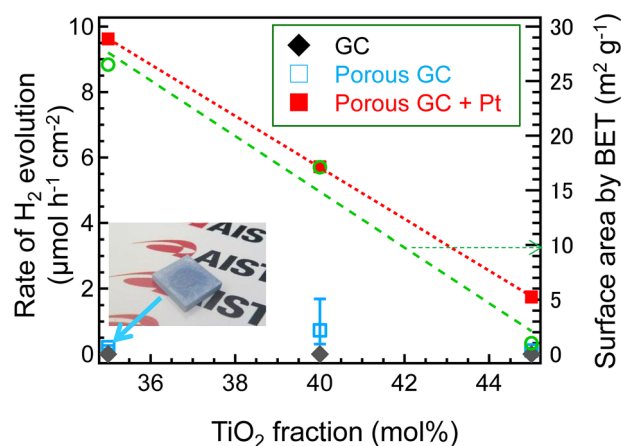 GC
Porous GC
Porous GC + Pt
Rate of H₂ evolution
(μmol h⁻¹ cm⁻²)
10
8
6
4
2
0
30
25
20
15
10
5
0
Surface area by BET (m² g⁻¹)
AIST
AIST
AIST
36
38
40
42
44
TiO₂ fraction (mol%)